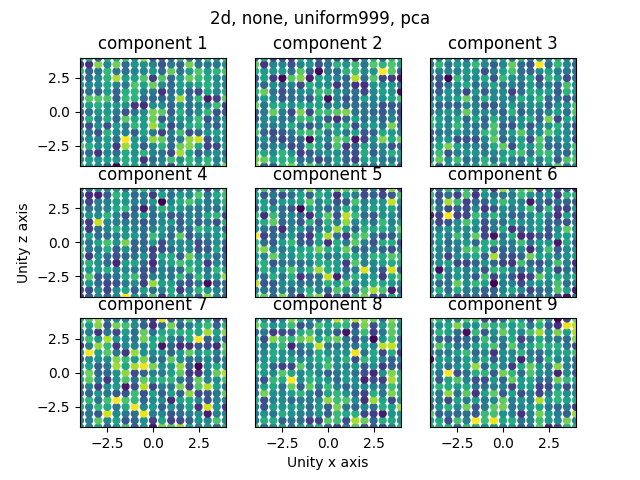 2d, none, uniform999, pca
component 1
component 2
component 3
2.5
0.0
−2.5
component 4
component 5
component 6
2.5
0.0
−2.5
Unity z axis
component 7
component 8
component 9
2.5
0.0
−2.5
−2.5 0.0 2.5
−2.5 0.0 2.5
−2.5 0.0 2.5
Unity x axis